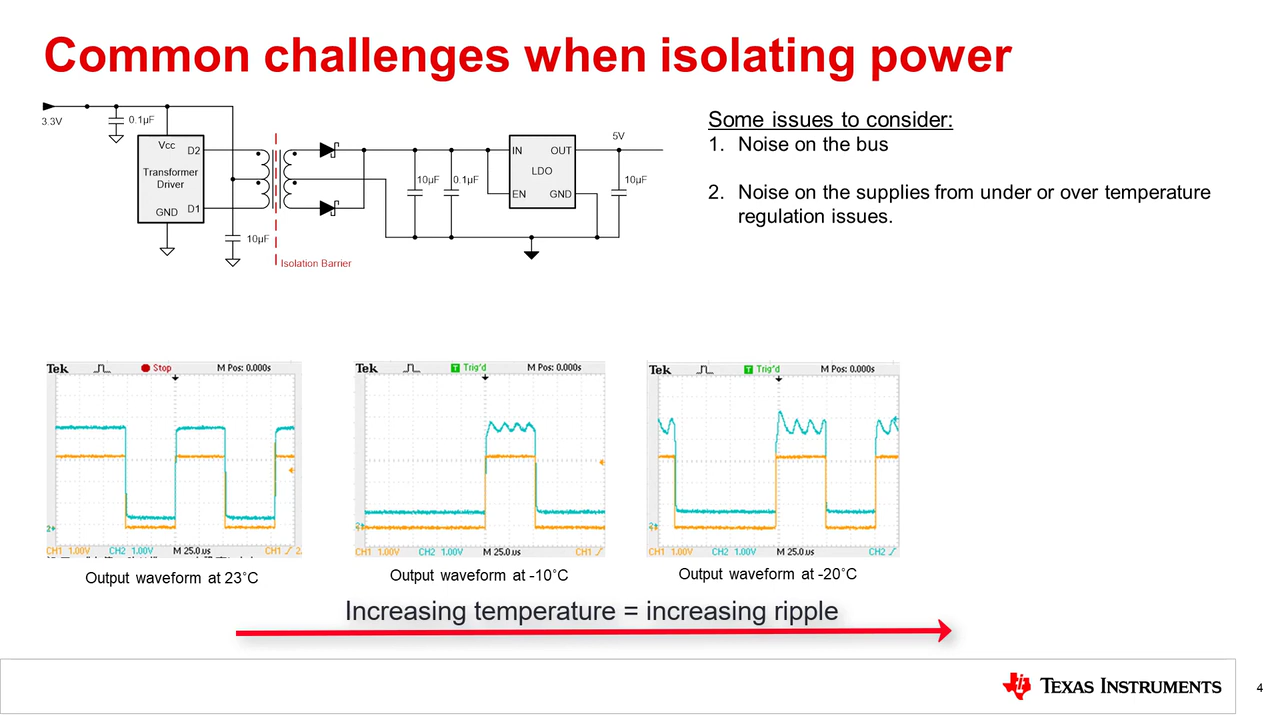 Common challenges when isolating power
3.3V
0.1µF
Vcc
D2
Transformer
Driver
GND
D1
10µF
Isolation Barrier
10µF
0.1µF
IN
OUT
LDO
EN
GND
5V
10µF
Some issues to consider:
1. Noise on the bus
2. Noise on the supplies from under or over temperature
regulation issues.
Tek Stop M Pos: 0.000s
2
CH1 1.00V CH2 1.00V M 25.0µs CH1 2.
Output waveform at 23°C
Tek T Trig'd M Pos: 0.000s
2
CH1 1.00V CH2 1.00V M 25.0µs CH1
Output waveform at -10°C
Tek T Trig'd M Pos: 0.000s
2
CH1 1.00V CH2 1.00V M 25.0µs CH2
Output waveform at -20°C
Increasing temperature = increasing ripple
TEXAS INSTRUMENTS
4